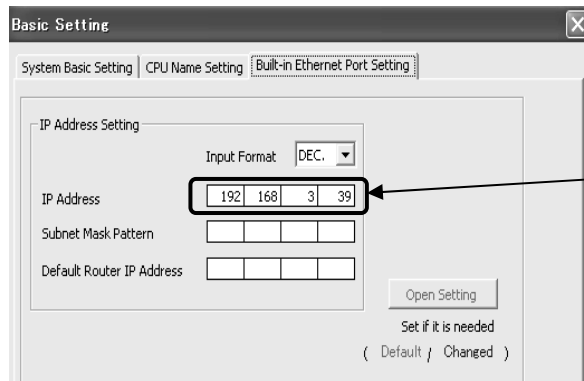 Basic Setting
System Basic Setting CPU Name Setting Built-in Ethernet Port Setting
IP Address Setting
Input Format DEC.
IP Address 192 168 3 39
Subnet Mask Pattern
Default Router IP Address
Open Setting
Set if it is needed
( Default / Changed )